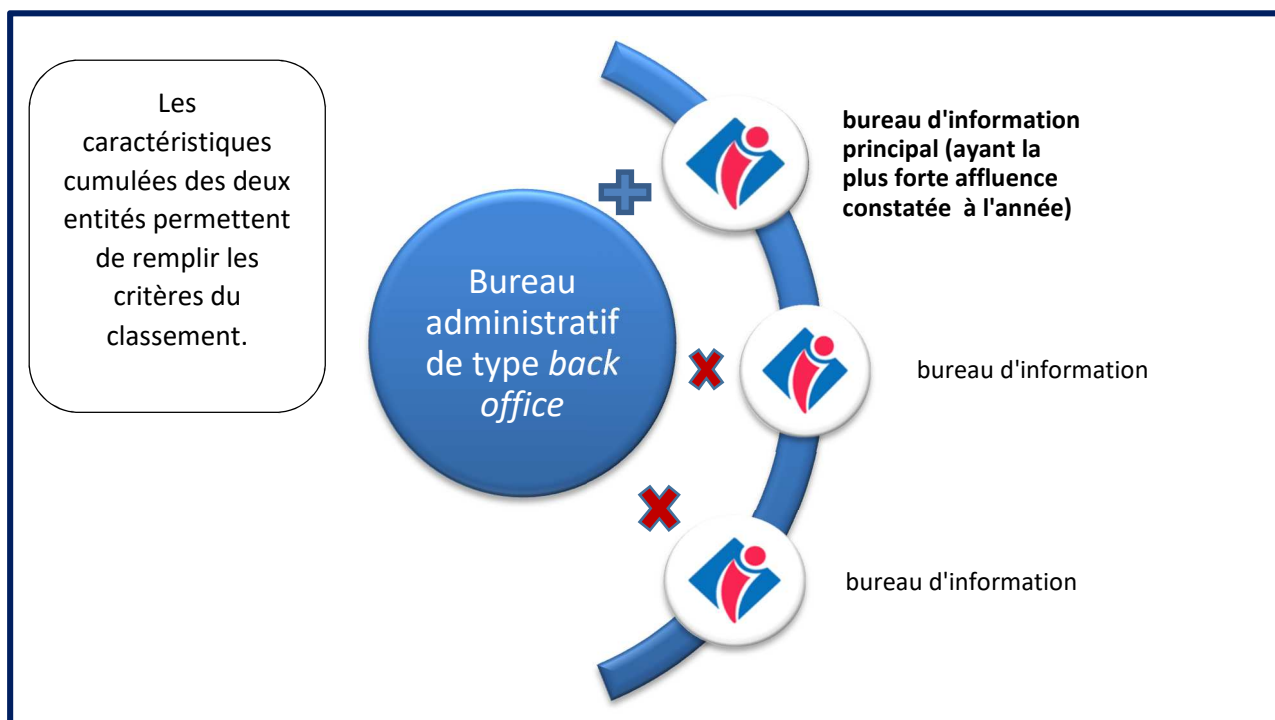 Les
caractéristiques
cumulées des deux
entités permettent
de remplir les
critères du
classement.
Bureau
administratif
de type back
office
bureau d'information
principal (ayant la
plus forte affluence
constatée à l'année)
bureau d'information
bureau d'information